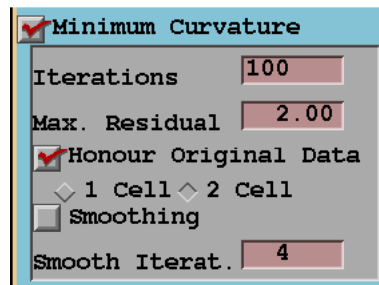 Minimum Curvature
Iterations 100
Max. Residual 2.00
Honour Original Data
1 Cell 2 Cell
Smoothing
Smooth Iterat. 4